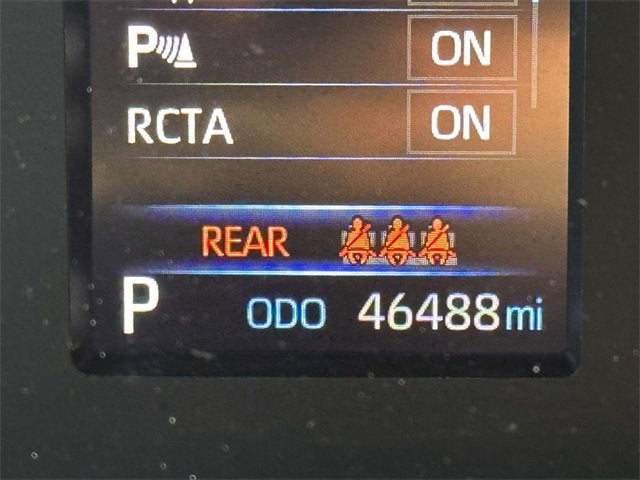 P ON
RCTA ON
REAR
P ODO 46488 mi